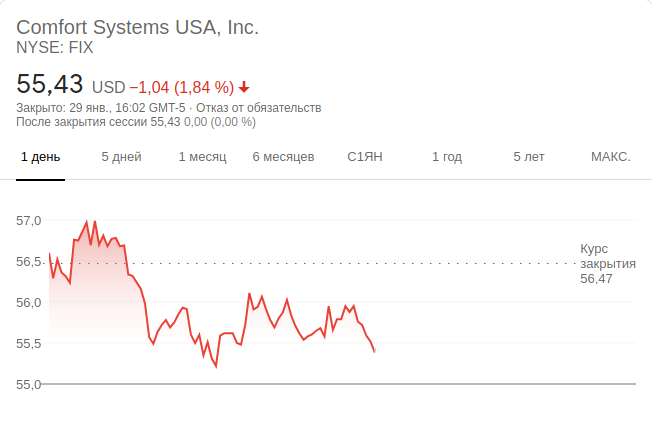 Comfort Systems USA, Inc.
NYSE: FIX
55,43 USD −1,04 (1,84 %)
Закрыто: 29 янв., 16:02 GMT-5 · Отказ от обязательств
После закрытия сессии 55,43 0,00 (0,00 %)
1 день 5 дней 1 месяц 6 месяцев С1ЯН 1 год 5 лет МАКС.
57,0
56,5
56,0
55,5
55,0
Курс
закрытия
56,47